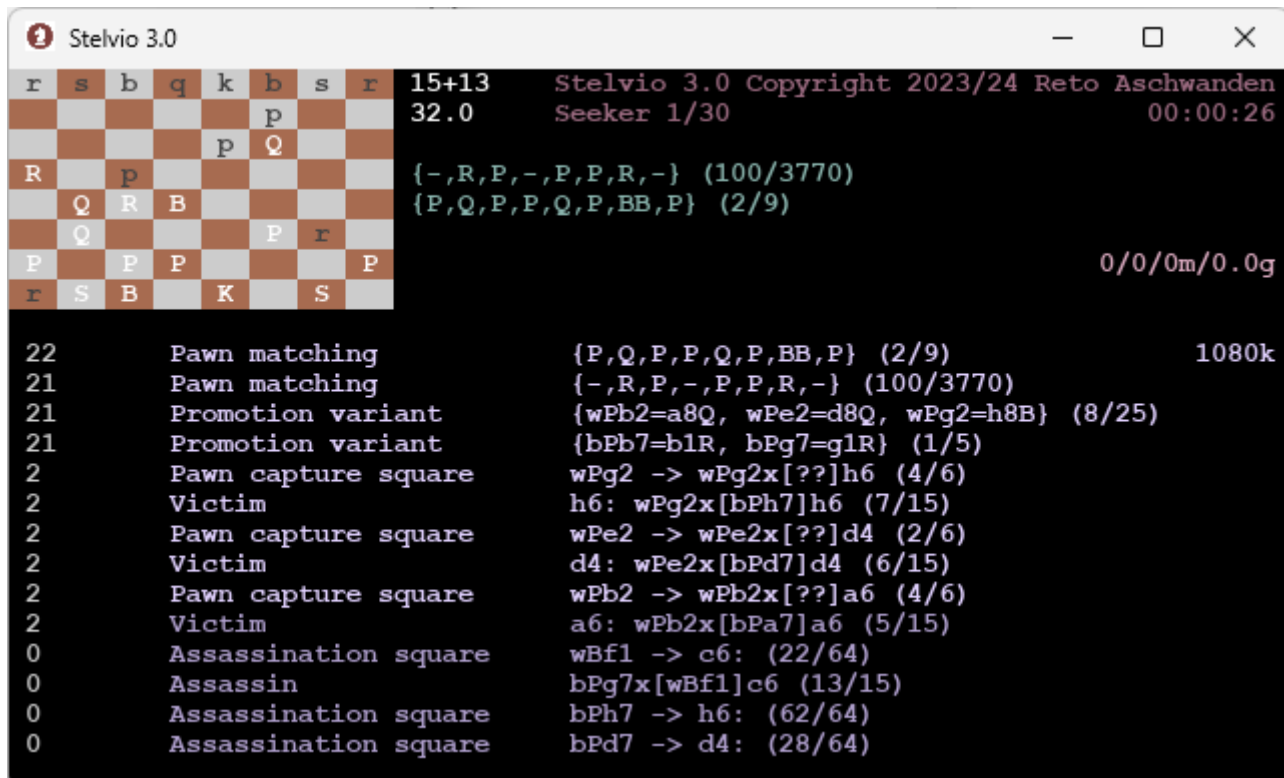 Stelvio 3.0
r s b q k b s r 15+13 Stelvio 3.0 Copyright 2023/24 Reto Aschwanden
p 32.0 Seeker 1/30 00:00:26
p Q
R p {-,R,P,-,P,P,R,-} (100/3770)
Q R B {P,Q,P,P,Q,P,BB,P} (2/9)
Q P r
P P P P 0/0/0m/0.0g
r S B K S
22 Pawn matching {P,Q,P,P,Q,P,BB,P} (2/9) 1080k
21 Pawn matching {-,R,P,-,P,P,R,-} (100/3770)
21 Promotion variant {wPb2=a8Q, wPe2=d8Q, wPg2=h8B} (8/25)
21 Promotion variant {bPb7=b1R, bPg7=g1R} (1/5)
2 Pawn capture square wPg2 -> wPg2x[??]h6 (4/6)
2 Victim h6: wPg2x[bPh7]h6 (7/15)
2 Pawn capture square wPe2 -> wPe2x[??]d4 (2/6)
2 Victim d4: wPe2x[bPd7]d4 (6/15)
2 Pawn capture square wPb2 -> wPb2x[??]a6 (4/6)
2 Victim a6: wPb2x[bPa7]a6 (5/15)
0 Assassination square wBf1 -> c6: (22/64)
0 Assassin bPg7x[wBf1]c6 (13/15)
0 Assassination square bPh7 -> h6: (62/64)
0 Assassination square bPd7 -> d4: (28/64)